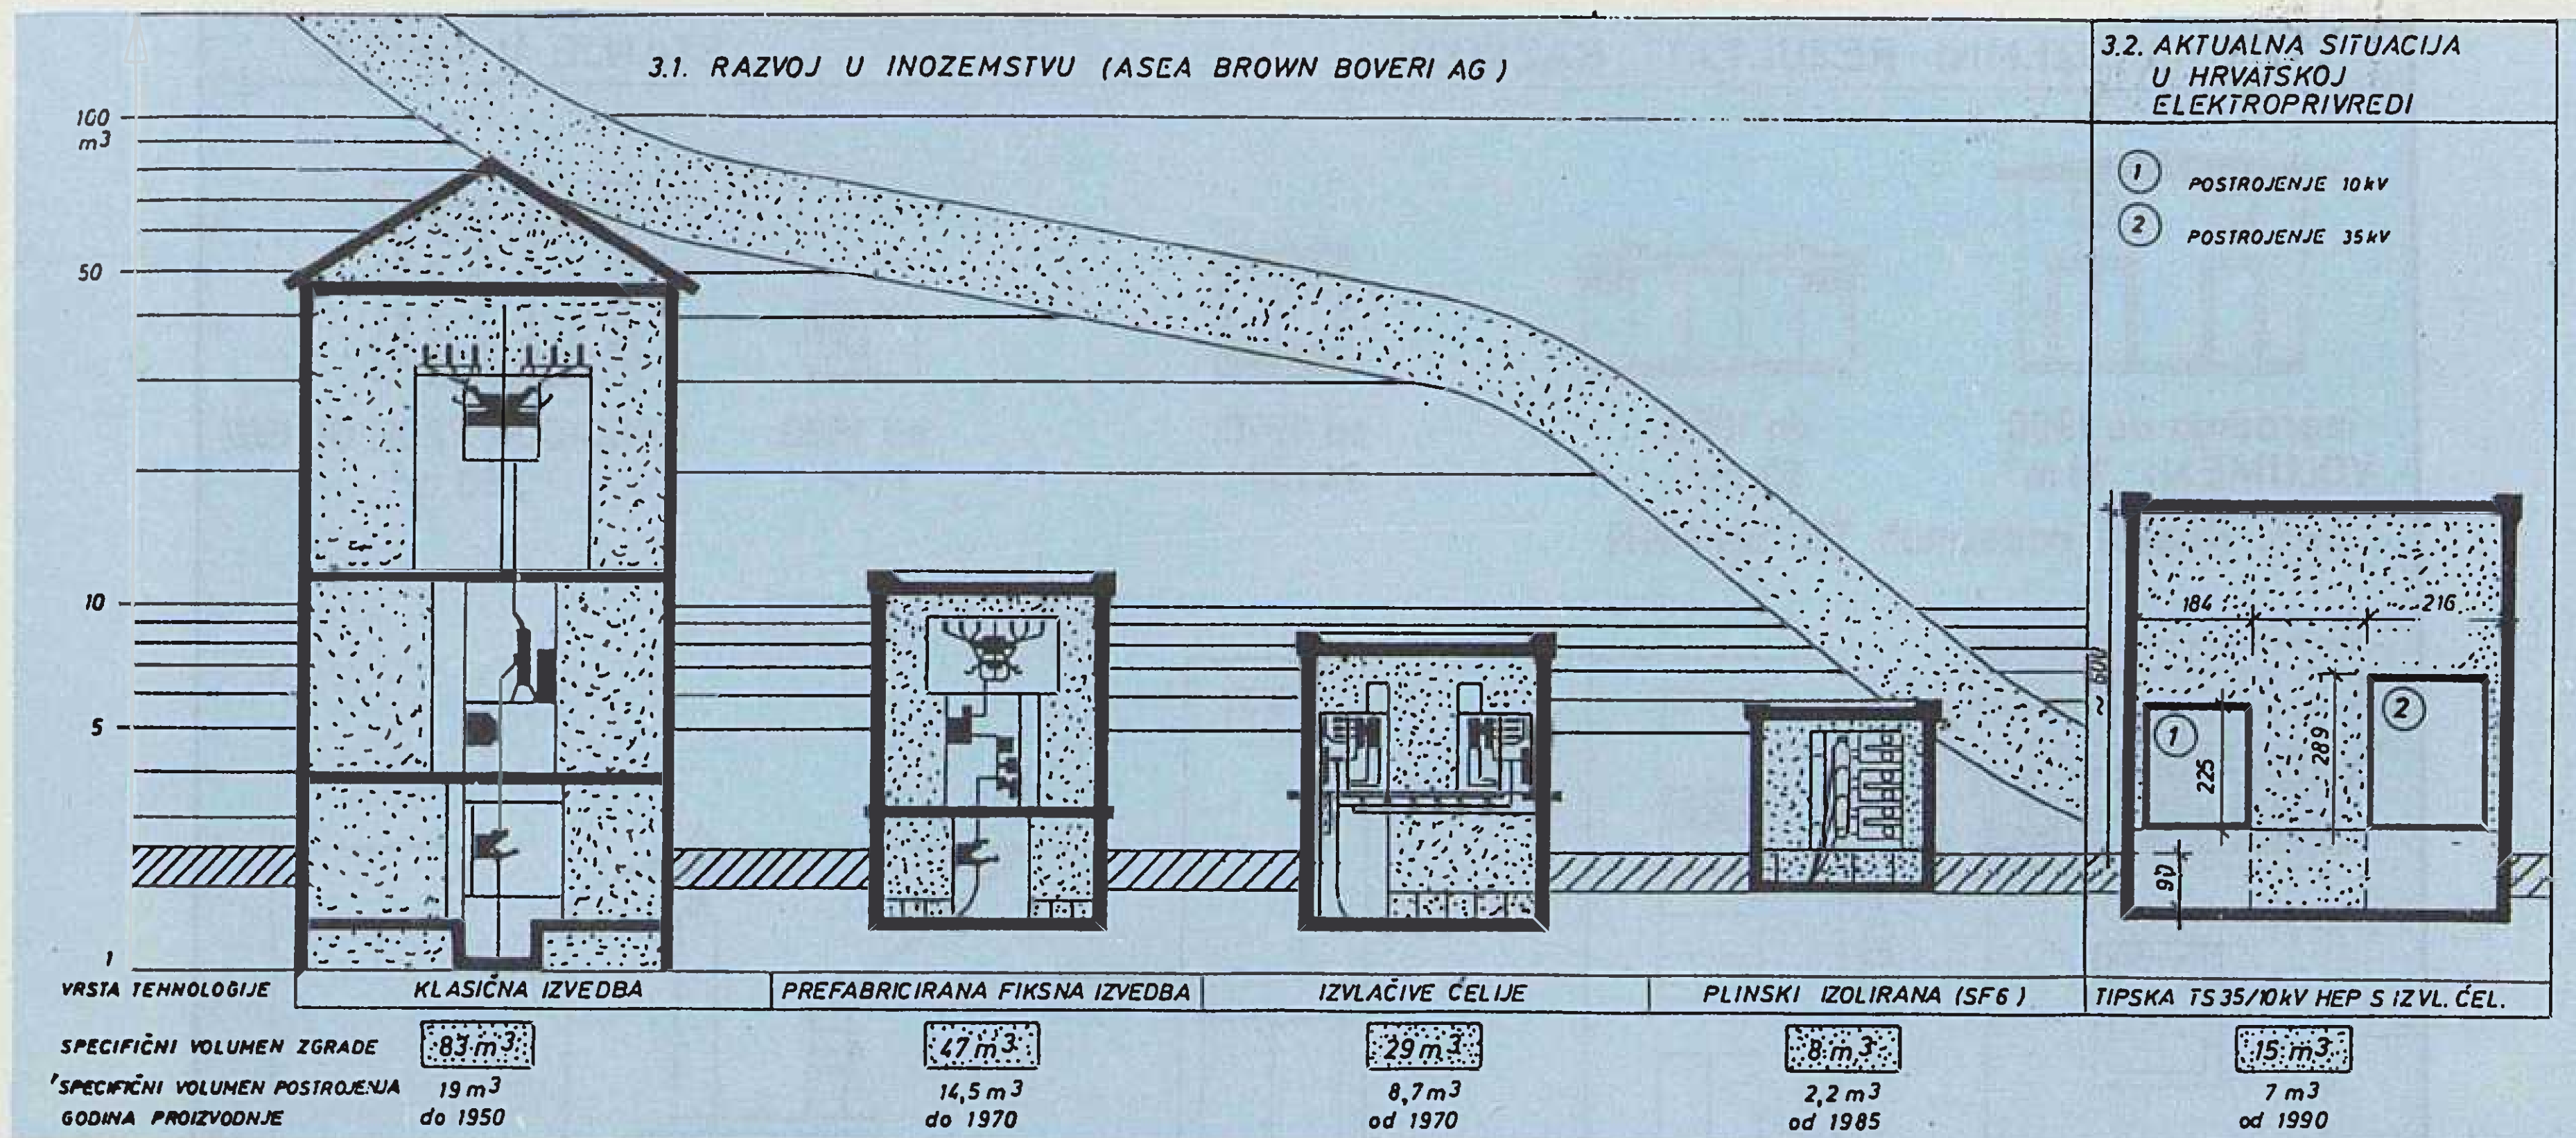 3.1. RAZVOJ U INOZEMSTVU (ASEA BROWN BOVERI AG)
3.2. AKTUALNA SITUACIJA
U HRVATSKOJ
ELEKTROPRIVREDI
1 POSTROJENJE 10kV
2 POSTROJENJE 35kV
100
m3
50
10
5
1
184
216
~600
1
2
225
289
90
VRSTA TEHNOLOGIJE
KLASIČNA IZVEDBA
PREFABRICIRANA FIKSNA IZVEDBA
IZVLAČIVE ĆELIJE
PLINSKI IZOLIRANA (SF6)
TIPSKA TS 35/10kV HEP S IZVL. ĆEL.
SPECIFIČNI VOLUMEN ZGRADE 83 m3 47 m3 29 m3 8 m3 15 m3
SPECIFIČNI VOLUMEN POSTROJENJA 19 m3 14,5 m3 8,7 m3 2,2 m3 7 m3
GODINA PROIZVODNJE do 1950 do 1970 od 1970 od 1985 od 1990